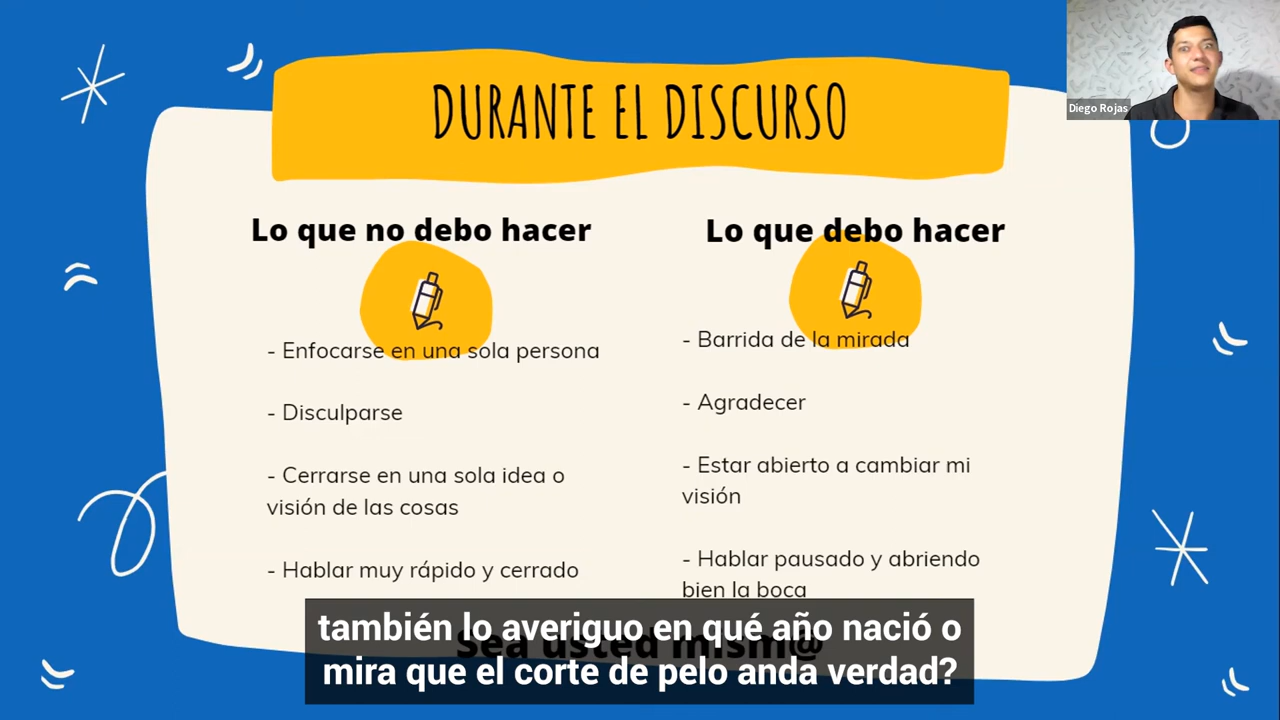 DURANTE EL DISCURSO
Diego Rojas
Lo que no debo hacer
- Enfocarse en una sola persona
- Disculparse
- Cerrarse en una sola idea o
visión de las cosas
- Hablar muy rápido y cerrado
Lo que debo hacer
- Barrida de la mirada
- Agradecer
- Estar abierto a cambiar mi
visión
- Hablar pausado y abriendo
bien la boca
Sea usted mism@
también lo averiguo en qué año nació o
mira que el corte de pelo anda verdad?